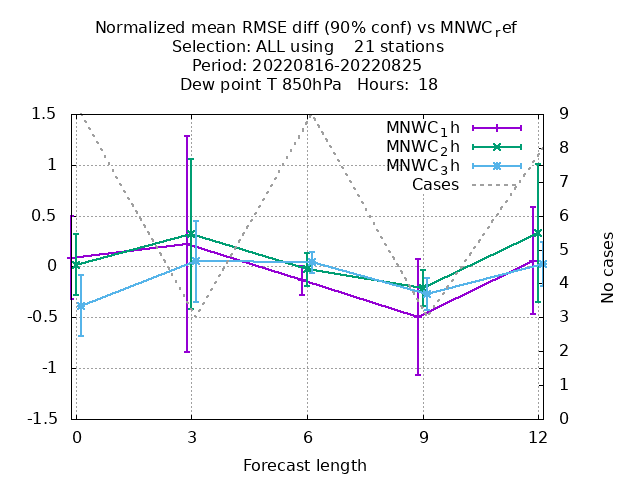 Normalized mean RMSE diff (90% conf) vs MNWC_ref
Selection: ALL using    21 stations
Period: 20220816-20220825
Dew point T 850hPa   Hours:  18
MNWC_1h
MNWC_2h
MNWC_3h
Cases
1.5
1
0.5
0
-0.5
-1
-1.5
9
8
7
6
5
4
3
2
1
0
No cases
0 3 6 9 12
Forecast length